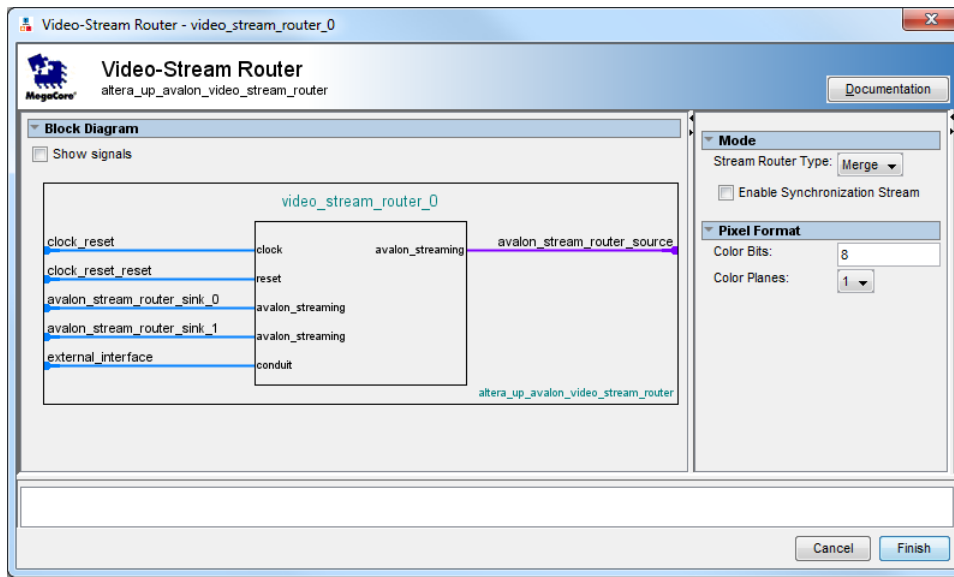 Video-Stream Router - video_stream_router_0
Video-Stream Router
altera_up_avalon_video_stream_router
MegaCore®
Documentation
Block Diagram
Show signals
video_stream_router_0
clock_reset
clock
avalon_streaming
avalon_stream_router_source
clock_reset_reset
reset
avalon_stream_router_sink_0
avalon_streaming
avalon_stream_router_sink_1
avalon_streaming
external_interface
conduit
altera_up_avalon_video_stream_router
Mode
Stream Router Type: Merge
Enable Synchronization Stream
Pixel Format
Color Bits: 8
Color Planes: 1
Cancel Finish